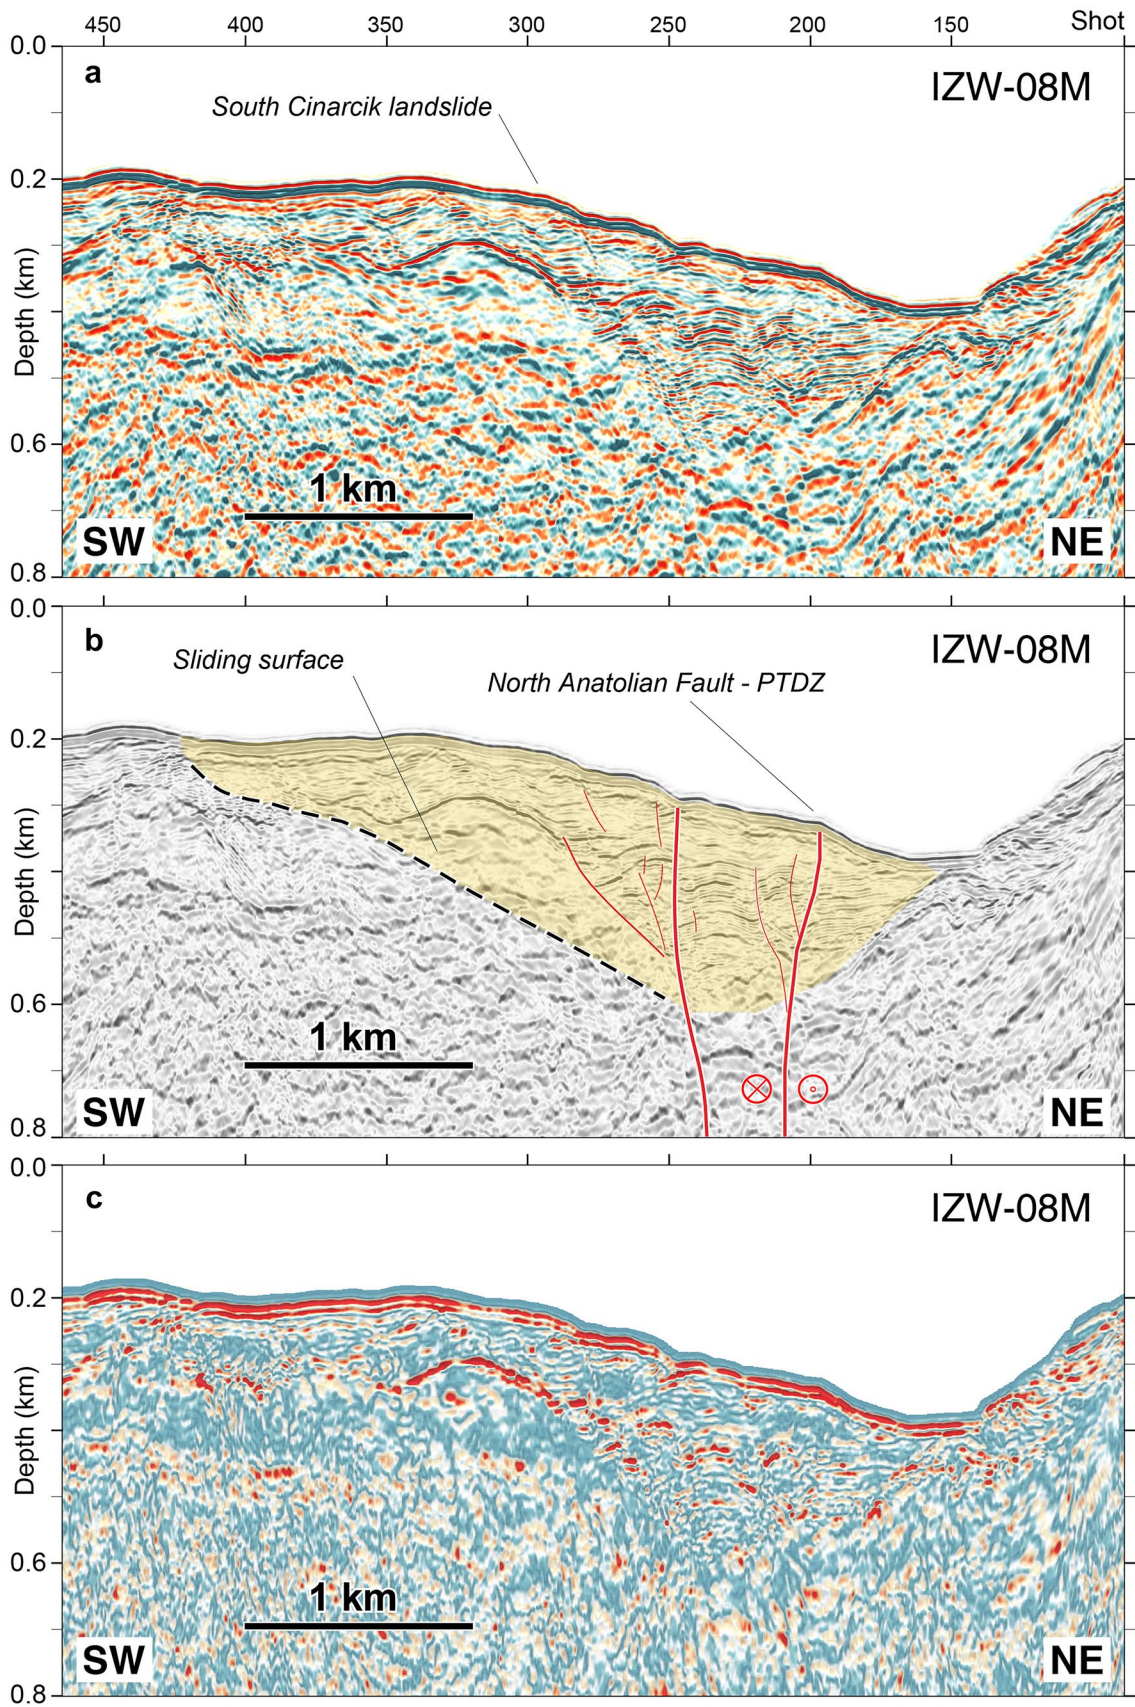 450 400 350 300 250 200 150 Shot
0.0
a
IZW-08M
South Cinarcik landslide
0.2
Depth (km)
0.6
1 km
SW
NE
0.8
0.0
b
IZW-08M
Sliding surface
North Anatolian Fault - PTDZ
0.2
Depth (km)
0.6
1 km
SW
NE
0.8
0.0
c
IZW-08M
0.2
Depth (km)
0.6
1 km
SW
NE
0.8